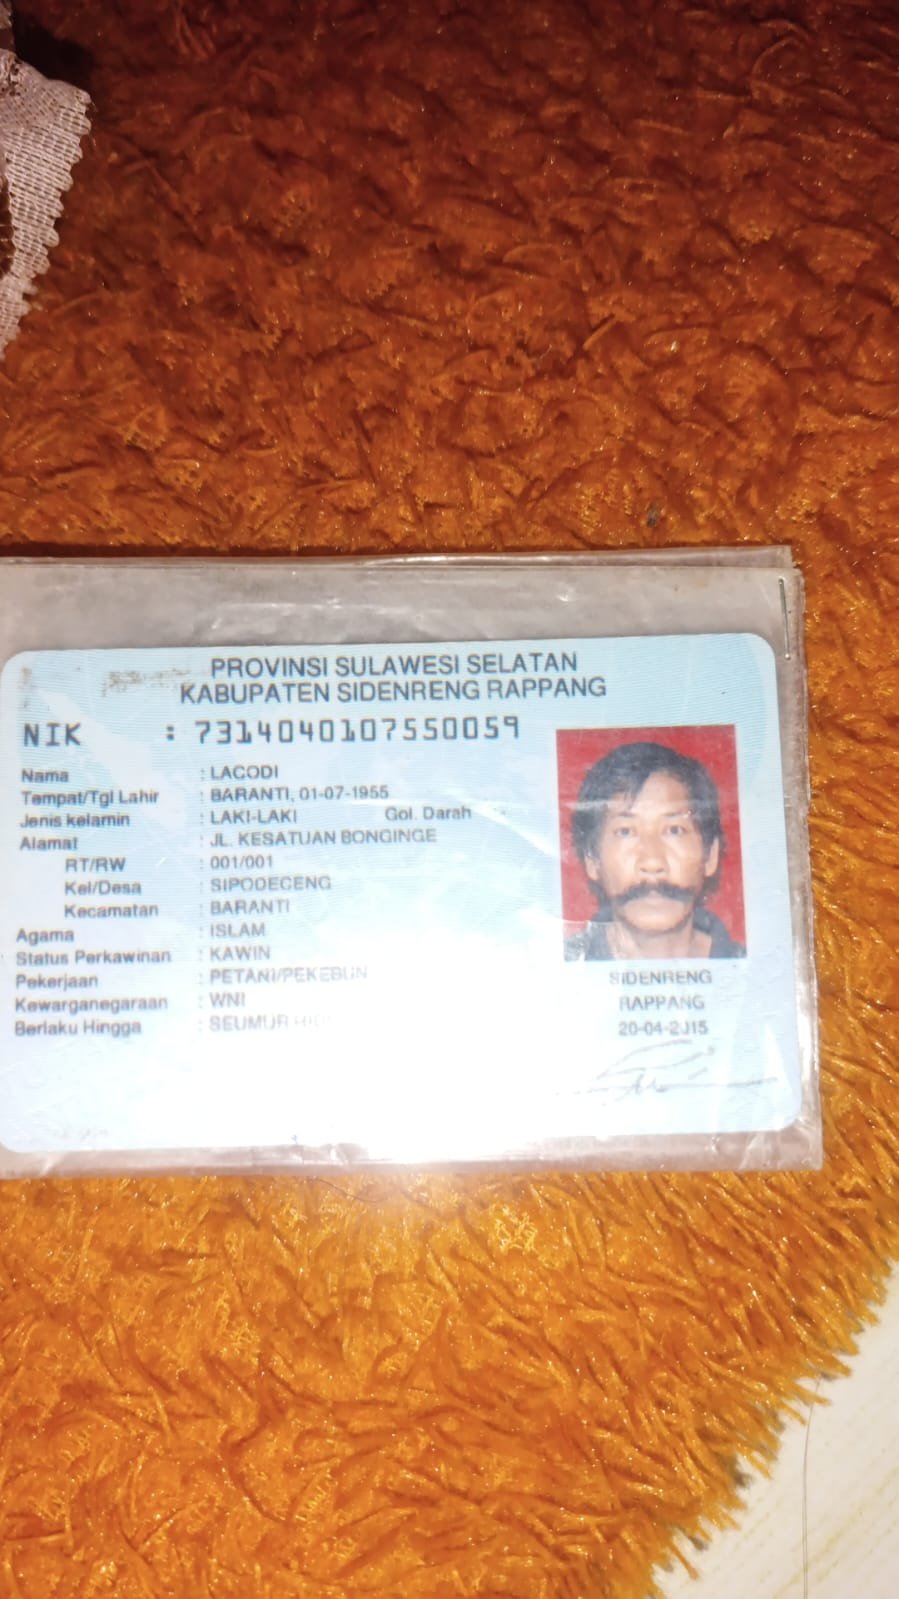 PROVINSI SULAWESI SELATAN
KABUPATEN SIDENRENG RAPPANG
NIK : 7314040107550059
Nama : LACODI
Tempat/Tgl Lahir : BARANTI, 01-07-1955
Jenis kelamin : LAKI-LAKI Gol. Darah
Alamat : JL. KESATUAN BONGINGE
RT/RW : 001/001
Kel/Desa : SIPODECENG
Kecamatan : BARANTI
Agama : ISLAM
Status Perkawinan : KAWIN
Pekerjaan : PETANI/PEKEBUN
Kewarganegaraan : WNI
Berlaku Hingga : SEUMUR
SIDENRENG
RAPPANG
20-04-2015